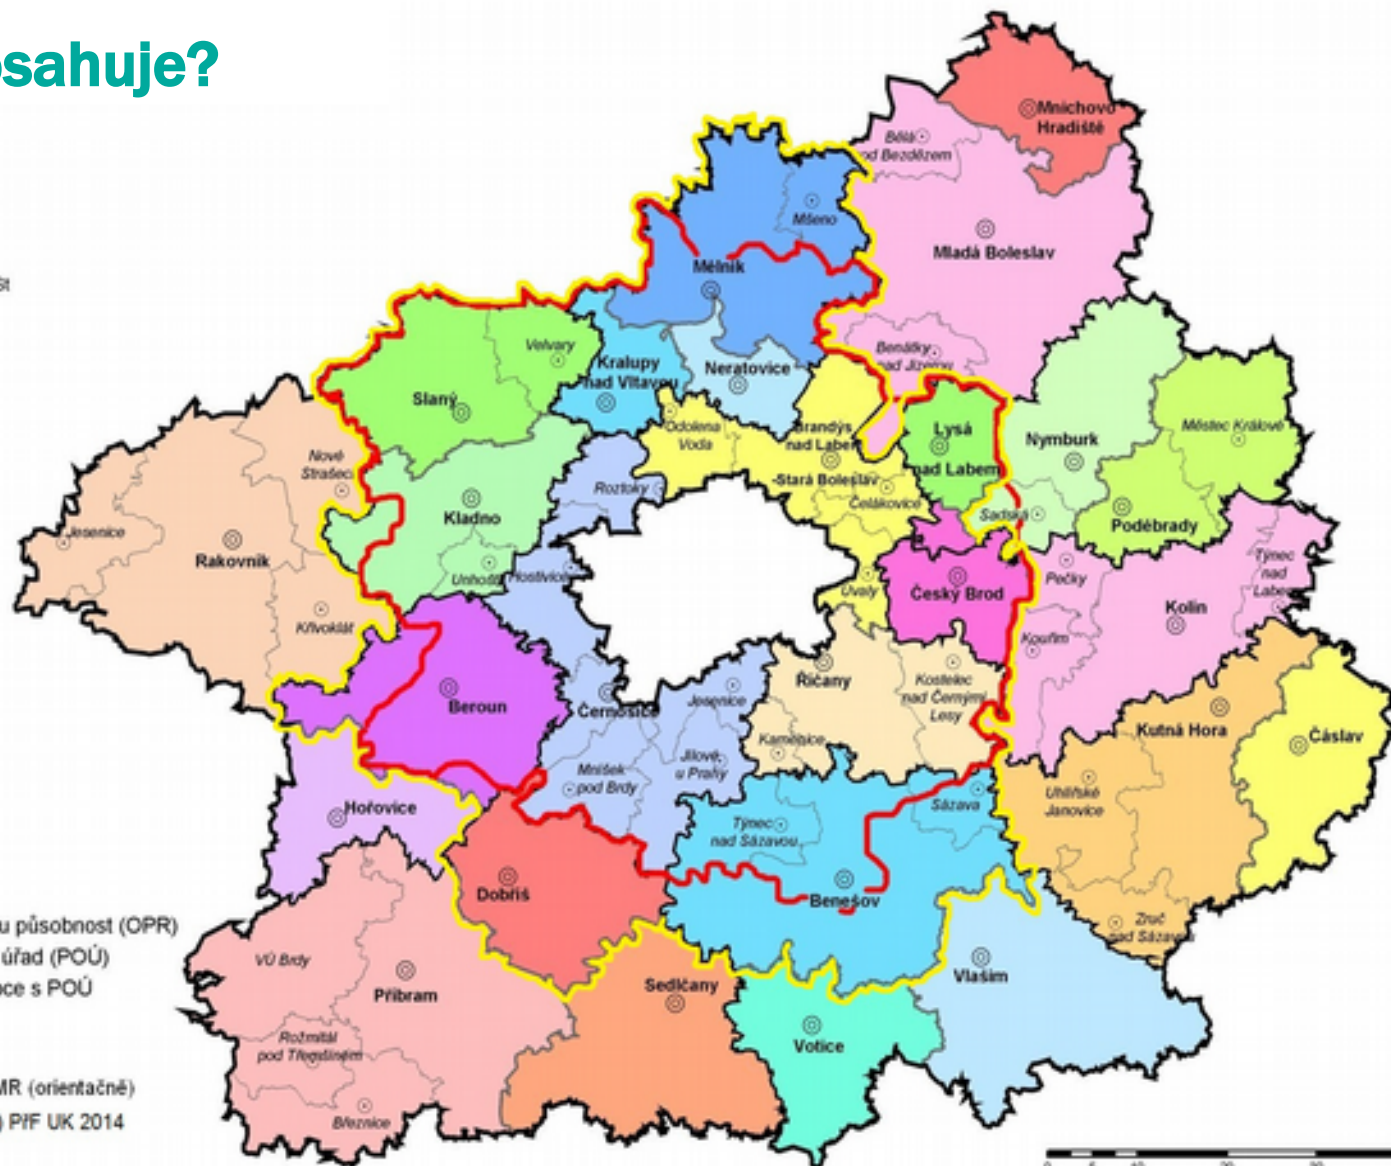 osahuje?
st
Mnichovo
Hradiště
Bělá
pod Bezdězem
Mšeno
Mladá Boleslav
Mělník
Benátky
nad Jizerou
Velvary
Kralupy
nad Vltavou
Neratovice
Slaný
Odolena
Voda
Brandýs
nad Labem
-Stará Boleslav
Čelákovice
Lysá
nad Labem
Nymburk
Městec Králové
Nové
Strašecí
Roztoky
Kladno
Sadská
Poděbrady
Jesenice
Rakovník
Unhošť
Hostivice
Úvaly
Český Brod
Pečky
Týnec
nad
Labem
Kolín
Křivoklát
Kouřim
Říčany
Kostelec
nad Černými
Lesy
Beroun
Černošice
Jesenice
Kamenice
Kutná Hora
Čáslav
Mníšek
pod Brdy
Jílové
u Prahy
Uhlířské
Janovice
Hořovice
Sázava
Týnec
nad Sázavou
Dobříš
Benešov
Zruč
nad Sázavou
u působnost (OPR)
úřad (POÚ)
oce s POÚ
VÚ Brdy
Příbram
Sedlčany
Vlašim
Votice
Rožmitál
pod Třemšínem
Březnice
MR (orientačně)
) PřF UK 2014